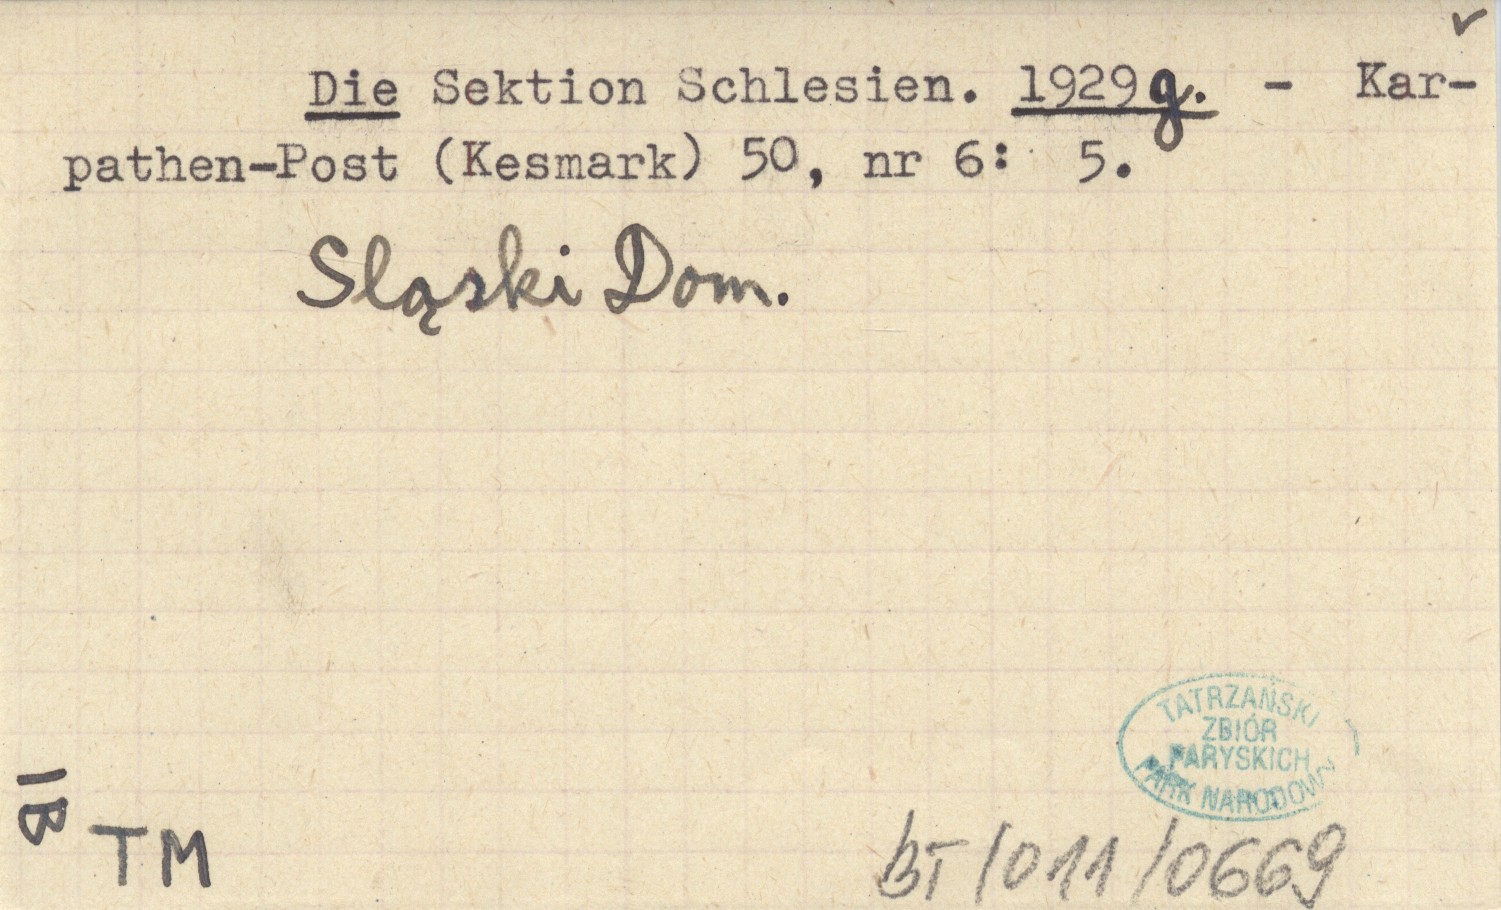 ✓
Die Sektion Schlesien. 1929 g. - Kar-
pathen-Post (Kesmark) 50, nr 6: 5.
Sląski Dom.
TATRZAŃSKI
ZBIÓR
PARYSKICH
PARK NARODOWY
IB
TM
BT/011/0669